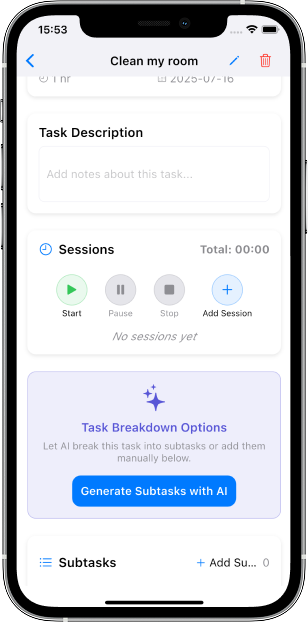 15:53
Clean my room
1 hr 2025-07-16
Task Description
Add notes about this task...
Sessions Total: 00:00
Start Pause Stop Add Session
No sessions yet
Task Breakdown Options
Let AI break this task into subtasks or add them
manually below.
Generate Subtasks with AI
Subtasks + Add Su... 0